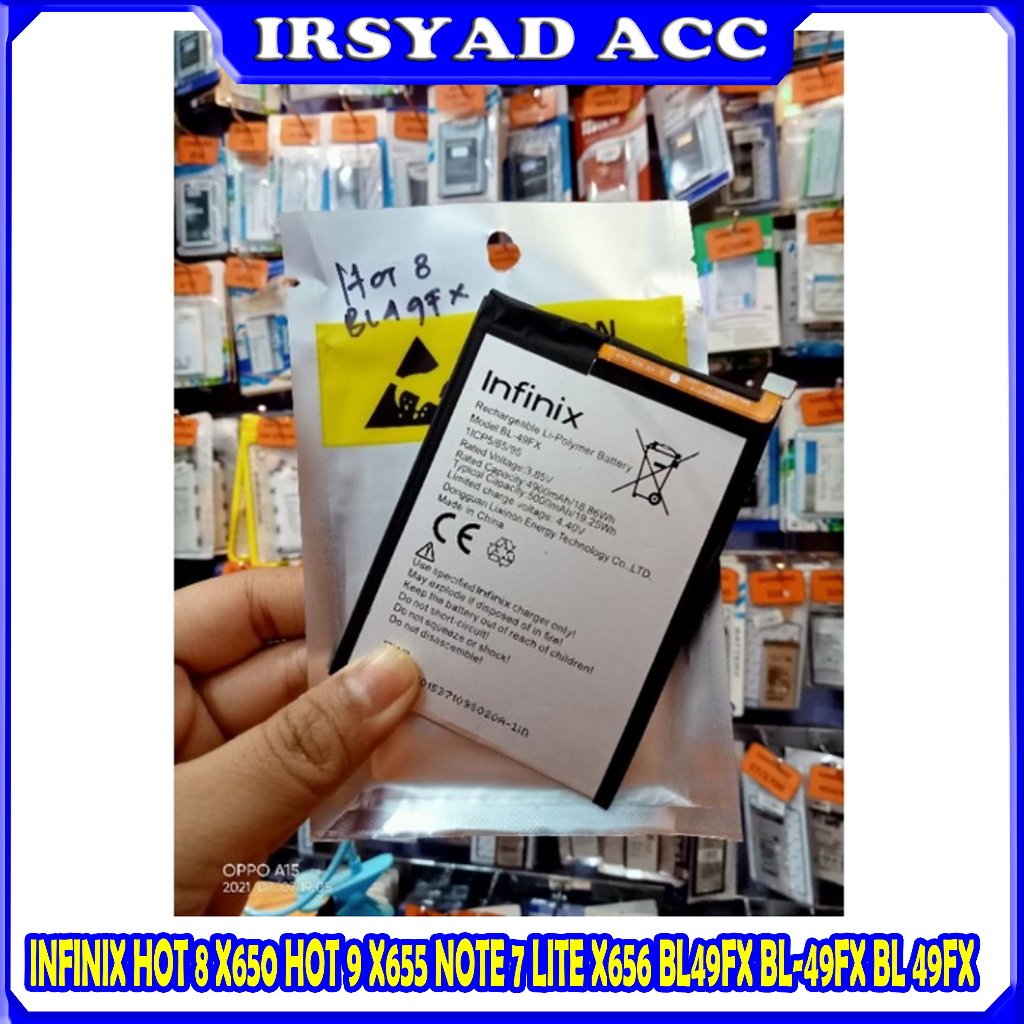 IRSYAD ACC
Hot 8
BL49FX
Infinix
Rechargeable Li-Polymer Battery
Model:BL-49FX
1ICP5/65/95
Rated Voltage:3.85V
Rated Capacity:4900mAh/18.86Wh
Typical Capacity:5000mAh/19.25Wh
Limited charge voltage: 4.40V
Dongguan Liwinon Energy Technology Co.,LTD.
Made in China
CE
Use specified Infinix charger only!
May explode if disposed of in fire!
Keep the battery out of reach of children!
Do not short-circuit!
Do not squeeze or shock!
Do not disassemble!
OPPO A15
INFINIX HOT 8 X650 HOT 9 X655 NOTE 7 LITE X656 BL49FX BL-49FX BL 49FX